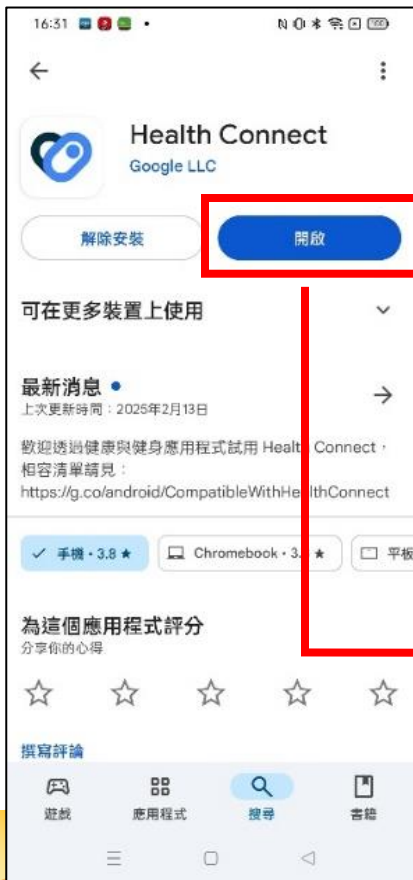 16:31
Health Connect
Google LLC
解除安裝
開啟
可在更多裝置上使用
最新消息
上次更新時間：2025年2月13日
歡迎透過健康與健身應用程式試用 Health Connect，
相容清單請見：
https://g.co/android/CompatibleWithHealthConnect
手機・3.8 ★
Chromebook・3. ★
平板
為這個應用程式評分
分享你的心得
撰寫評論
遊戲
應用程式
搜尋
書籍